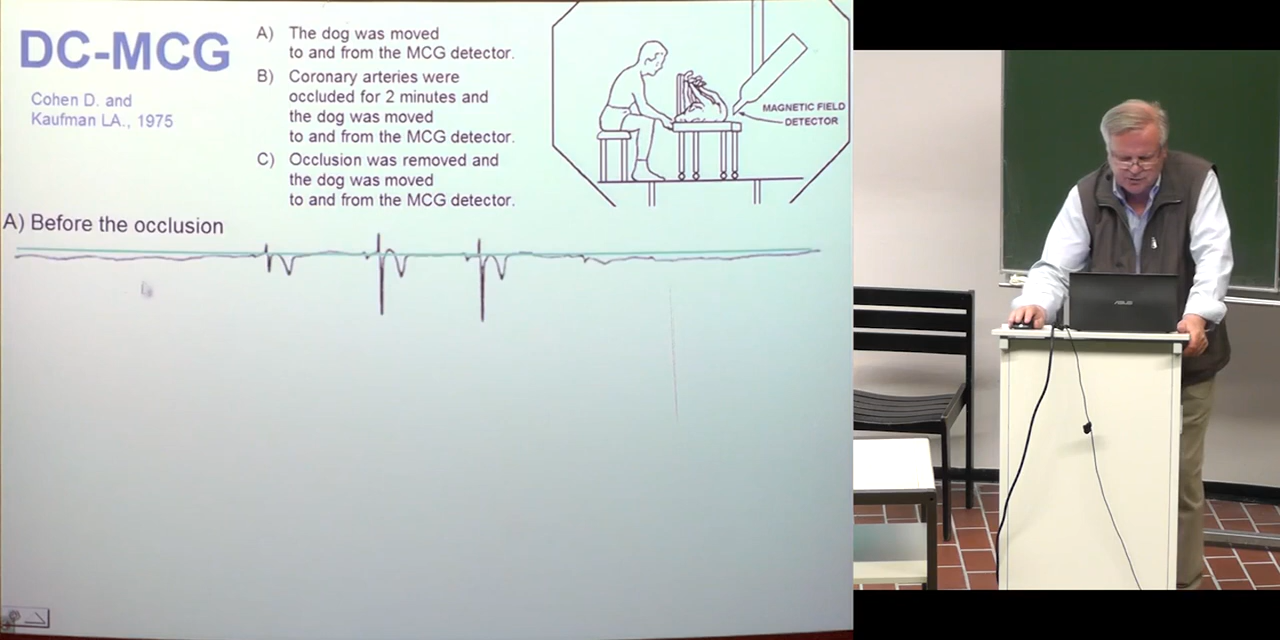 DC-MCG
Cohen D. and
Kaufman LA., 1975
A) The dog was moved
to and from the MCG detector.
B) Coronary arteries were
occluded for 2 minutes and
the dog was moved
to and from the MCG detector.
C) Occlusion was removed and
the dog was moved
to and from the MCG detector.
MAGNETIC FIELD
DETECTOR
A) Before the occlusion
ASUS